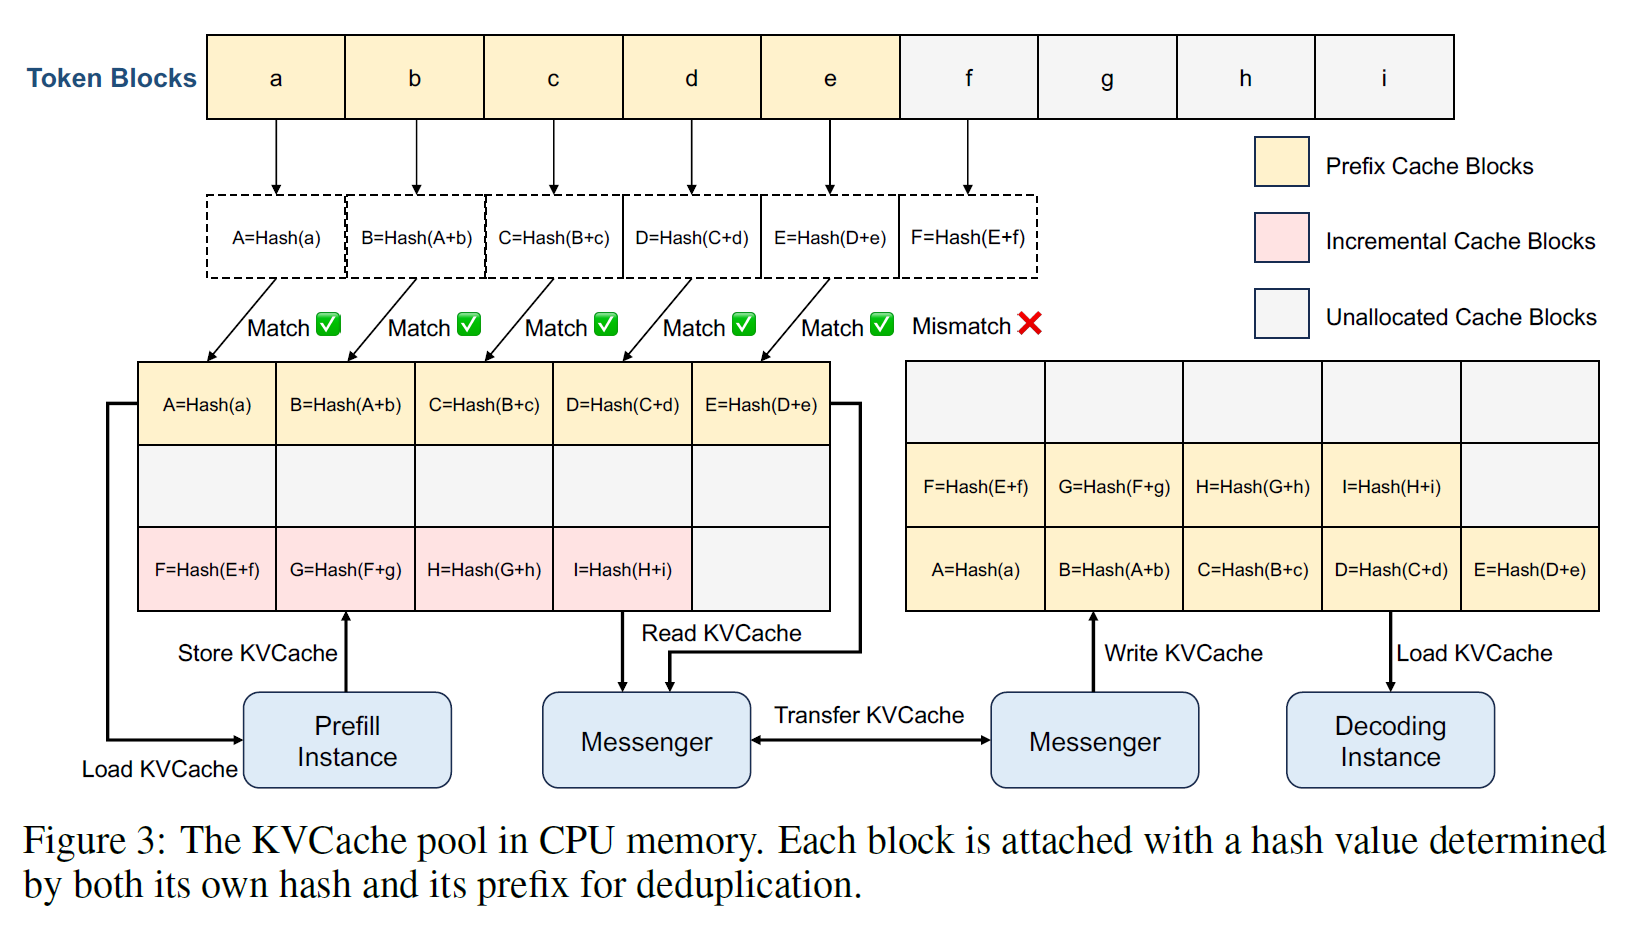 Token Blocks
a b c d e f g h i
Prefix Cache Blocks
Incremental Cache Blocks
Unallocated Cache Blocks
A=Hash(a) B=Hash(A+b) C=Hash(B+c) D=Hash(C+d) E=Hash(D+e) F=Hash(E+f)
Match Match Match Match Match Mismatch
A=Hash(a) B=Hash(A+b) C=Hash(B+c) D=Hash(C+d) E=Hash(D+e)
F=Hash(E+f) G=Hash(F+g) H=Hash(G+h) I=Hash(H+i)
F=Hash(E+f) G=Hash(F+g) H=Hash(G+h) I=Hash(H+i)
A=Hash(a) B=Hash(A+b) C=Hash(B+c) D=Hash(C+d) E=Hash(D+e)
Store KVCache
Read KVCache
Write KVCache
Load KVCache
Prefill
Instance
Messenger
Transfer KVCache
Messenger
Decoding
Instance
Load KVCache
Figure 3: The KVCache pool in CPU memory. Each block is attached with a hash value determined
by both its own hash and its prefix for deduplication.